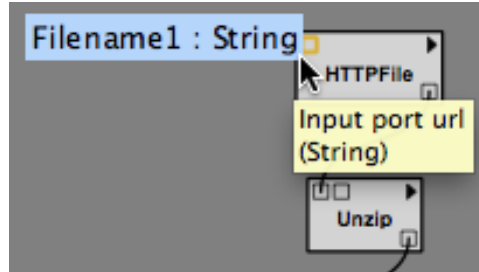 Filename1 : String
HTTPFile
Input port url
(String)
Unzip